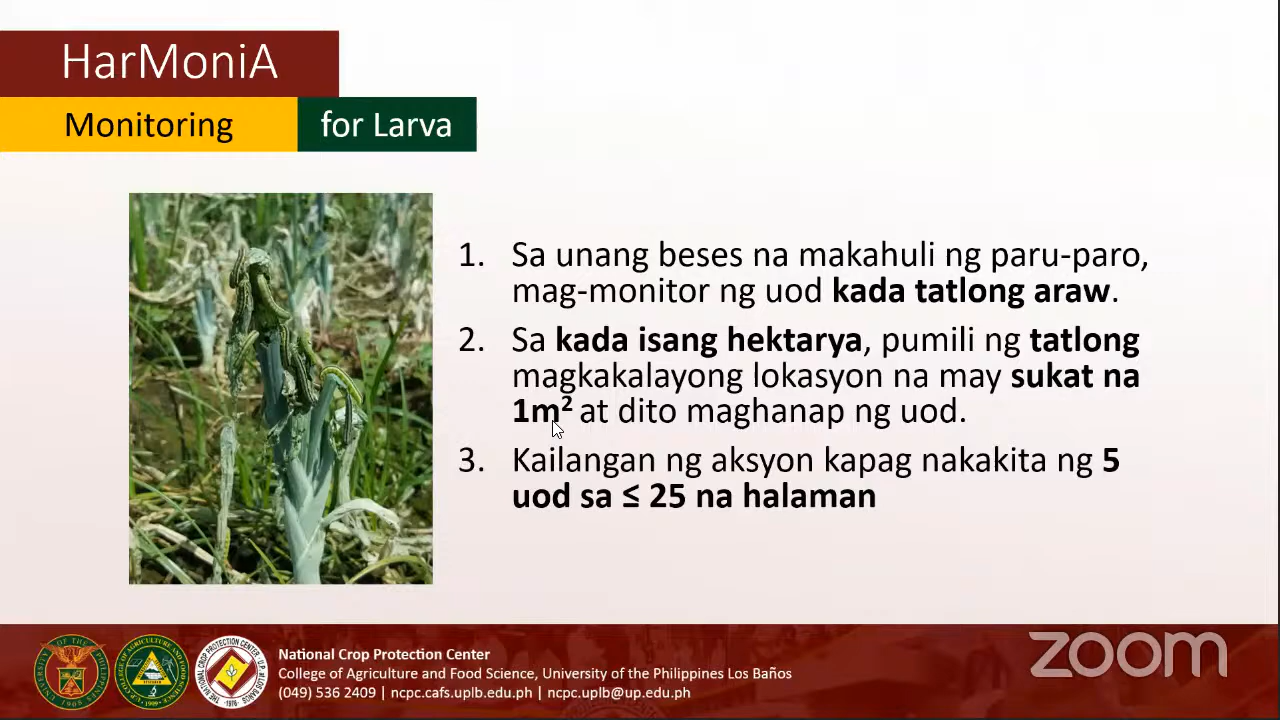 HarMoniA
Monitoring for Larva
1. Sa unang beses na makahuli ng paru-paro,
mag-monitor ng uod kada tatlong araw.
2. Sa kada isang hektarya, pumili ng tatlong
magkakalayong lokasyon na may sukat na
1m² at dito maghanap ng uod.
3. Kailangan ng aksyon kapag nakakita ng 5
uod sa ≤ 25 na halaman
National Crop Protection Center
College of Agriculture and Food Science, University of the Philippines Los Baños
(049) 536 2409 | ncpc.cafs.uplb.edu.ph | ncpc.uplb@up.edu.ph
zoom